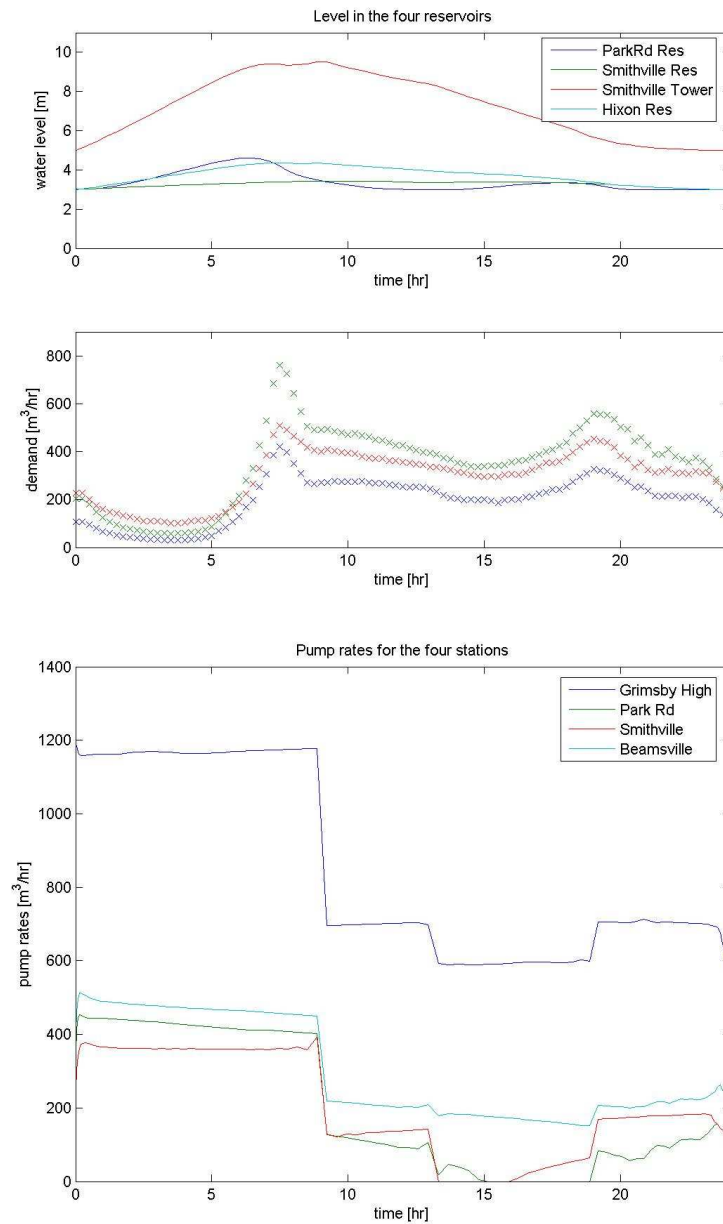 Level in the four reservoirs
10
8
6
4
2
0
water level [m]
ParkRd Res
Smithville Res
Smithville Tower
Hixon Res
0 5 10 15 20
time [hr]
800
600
400
200
0
demand [m³/hr]
0 5 10 15 20
time [hr]
Pump rates for the four stations
1400
1200
1000
800
600
400
200
0
pump rates [m³/hr]
Grimsby High
Park Rd
Smithville
Beamsville
0 5 10 15 20
time [hr]